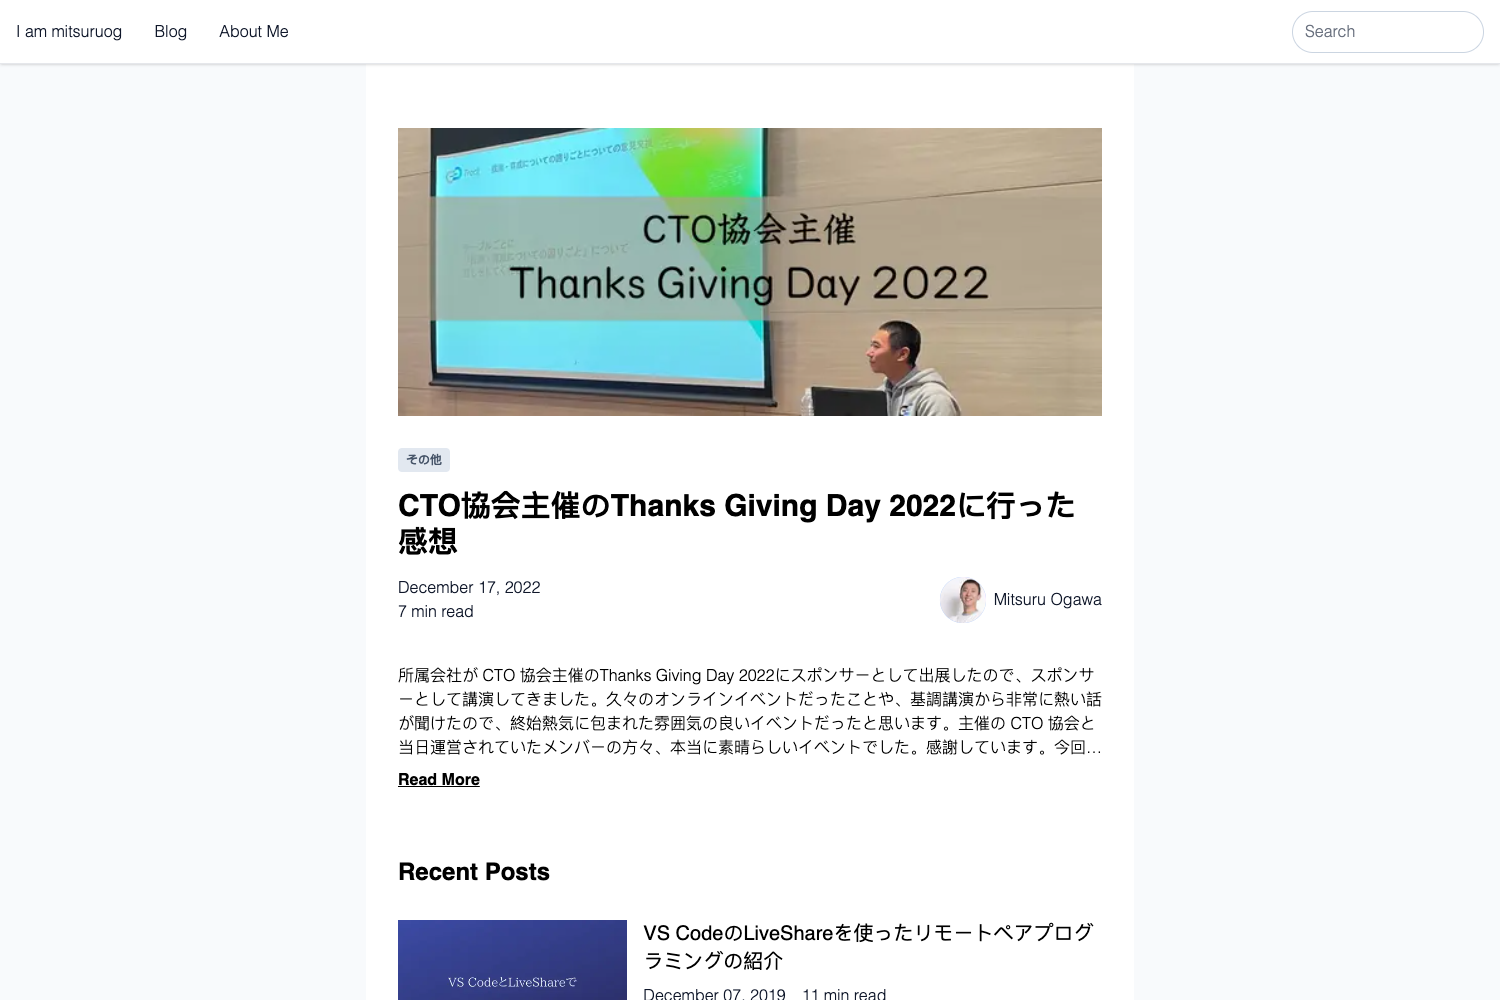 I am mitsuruog
Blog
About Me
Search
Track
CTO協会主催
Thanks Giving Day 2022
その他
CTO協会主催のThanks Giving Day 2022に行った
感想
December 17, 2022
7 min read
Mitsuru Ogawa
所属会社が CTO 協会主催のThanks Giving Day 2022にスポンサーとして出展したので、スポンサ
ーとして講演してきました。久々のオンラインイベントだったことや、基調講演から非常に熱い話
が聞けたので、終始熱気に包まれた雰囲気の良いイベントだったと思います。主催の CTO 協会と
当日運営されていたメンバーの方々、本当に素晴らしいイベントでした。感謝しています。今回…
Read More
Recent Posts
VS CodeとLiveShareで
VS CodeのLiveShareを使ったリモートペアプログ
ラミングの紹介
December 07, 2019
11 min read